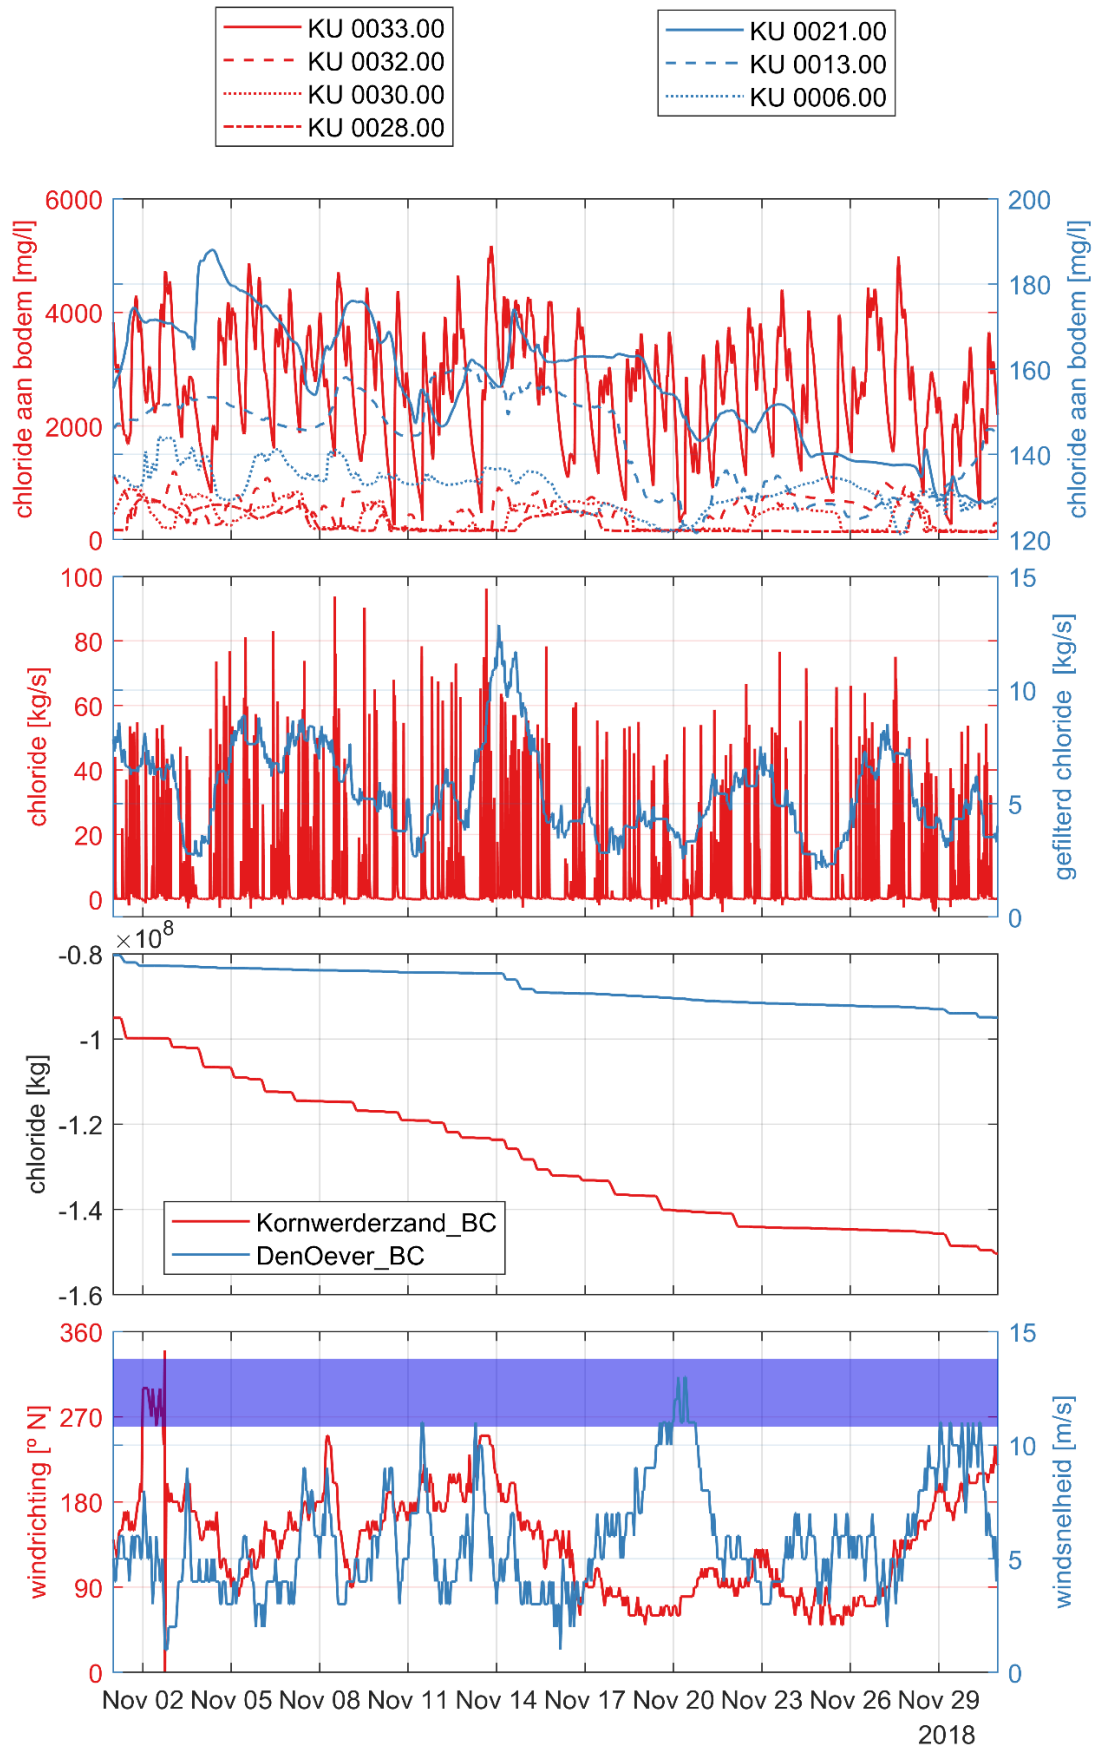 KU 0033.00
KU 0032.00
KU 0030.00
KU 0028.00
KU 0021.00
KU 0013.00
KU 0006.00
chloride aan bodem [mg/l]
6000
4000
2000
0
200
180
160
140
120
chloride aan bodem [mg/l]
chloride [kg/s]
100
80
60
40
20
0
15
10
5
0
gefilterd chloride [kg/s]
×10⁸
chloride [kg]
-0.8
-1
-1.2
-1.4
-1.6
Kornwerderzand_BC
DenOever_BC
windrichting [° N]
360
270
180
90
0
15
10
5
0
windsnelheid [m/s]
Nov 02 Nov 05 Nov 08 Nov 11 Nov 14 Nov 17 Nov 20 Nov 23 Nov 26 Nov 29
2018